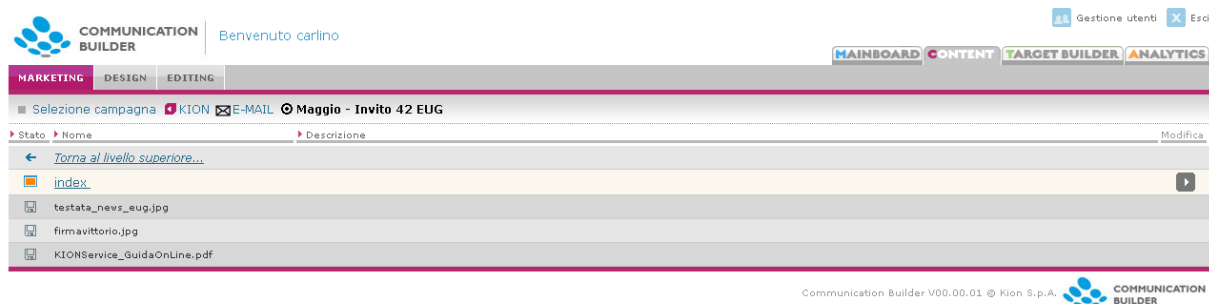 COMMUNICATION
BUILDER
Benvenuto carlino
Gestione utenti X Esci
MAINBOARD CONTENT TARGET BUILDER ANALYTICS
MARKETING DESIGN EDITING
Selezione campagna KION E-MAIL Maggio - Invito 42 EUG
Stato Nome Descrizione Modifica
Torna al livello superiore...
index
testata_news_eug.jpg
firmavittorio.jpg
KIONService_GuidaOnLine.pdf
Communication Builder V00.00.01 @ Kion S.p.A.
COMMUNICATION
BUILDER